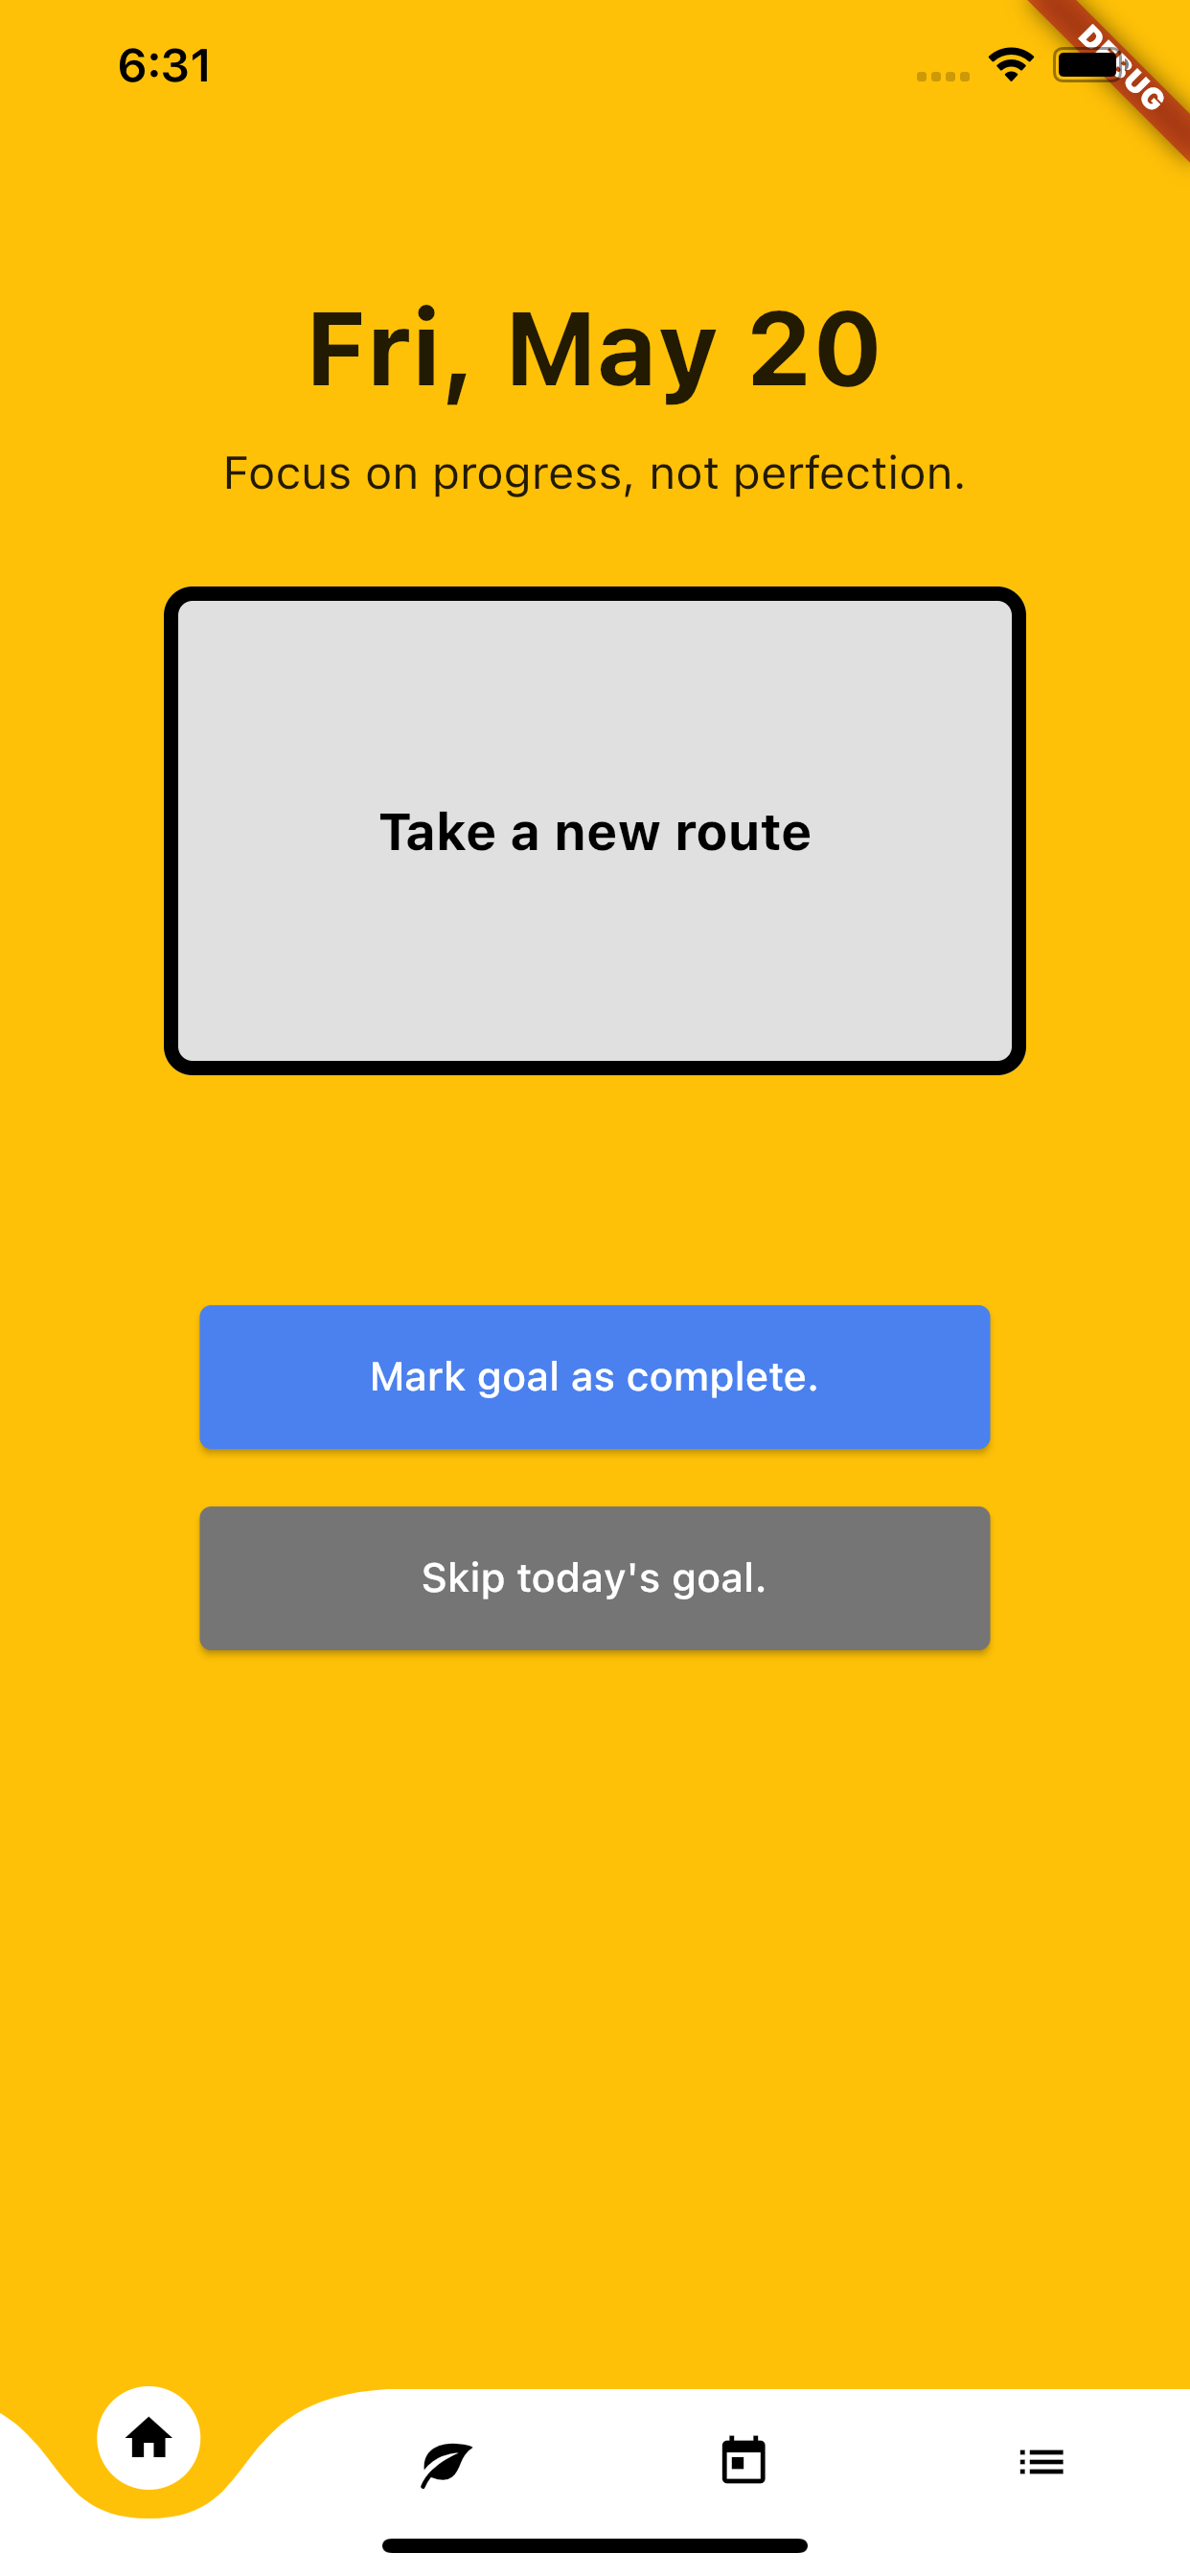 6:31
DEBUG
Fri, May 20
Focus on progress, not perfection.
Take a new route
Mark goal as complete.
Skip today's goal.